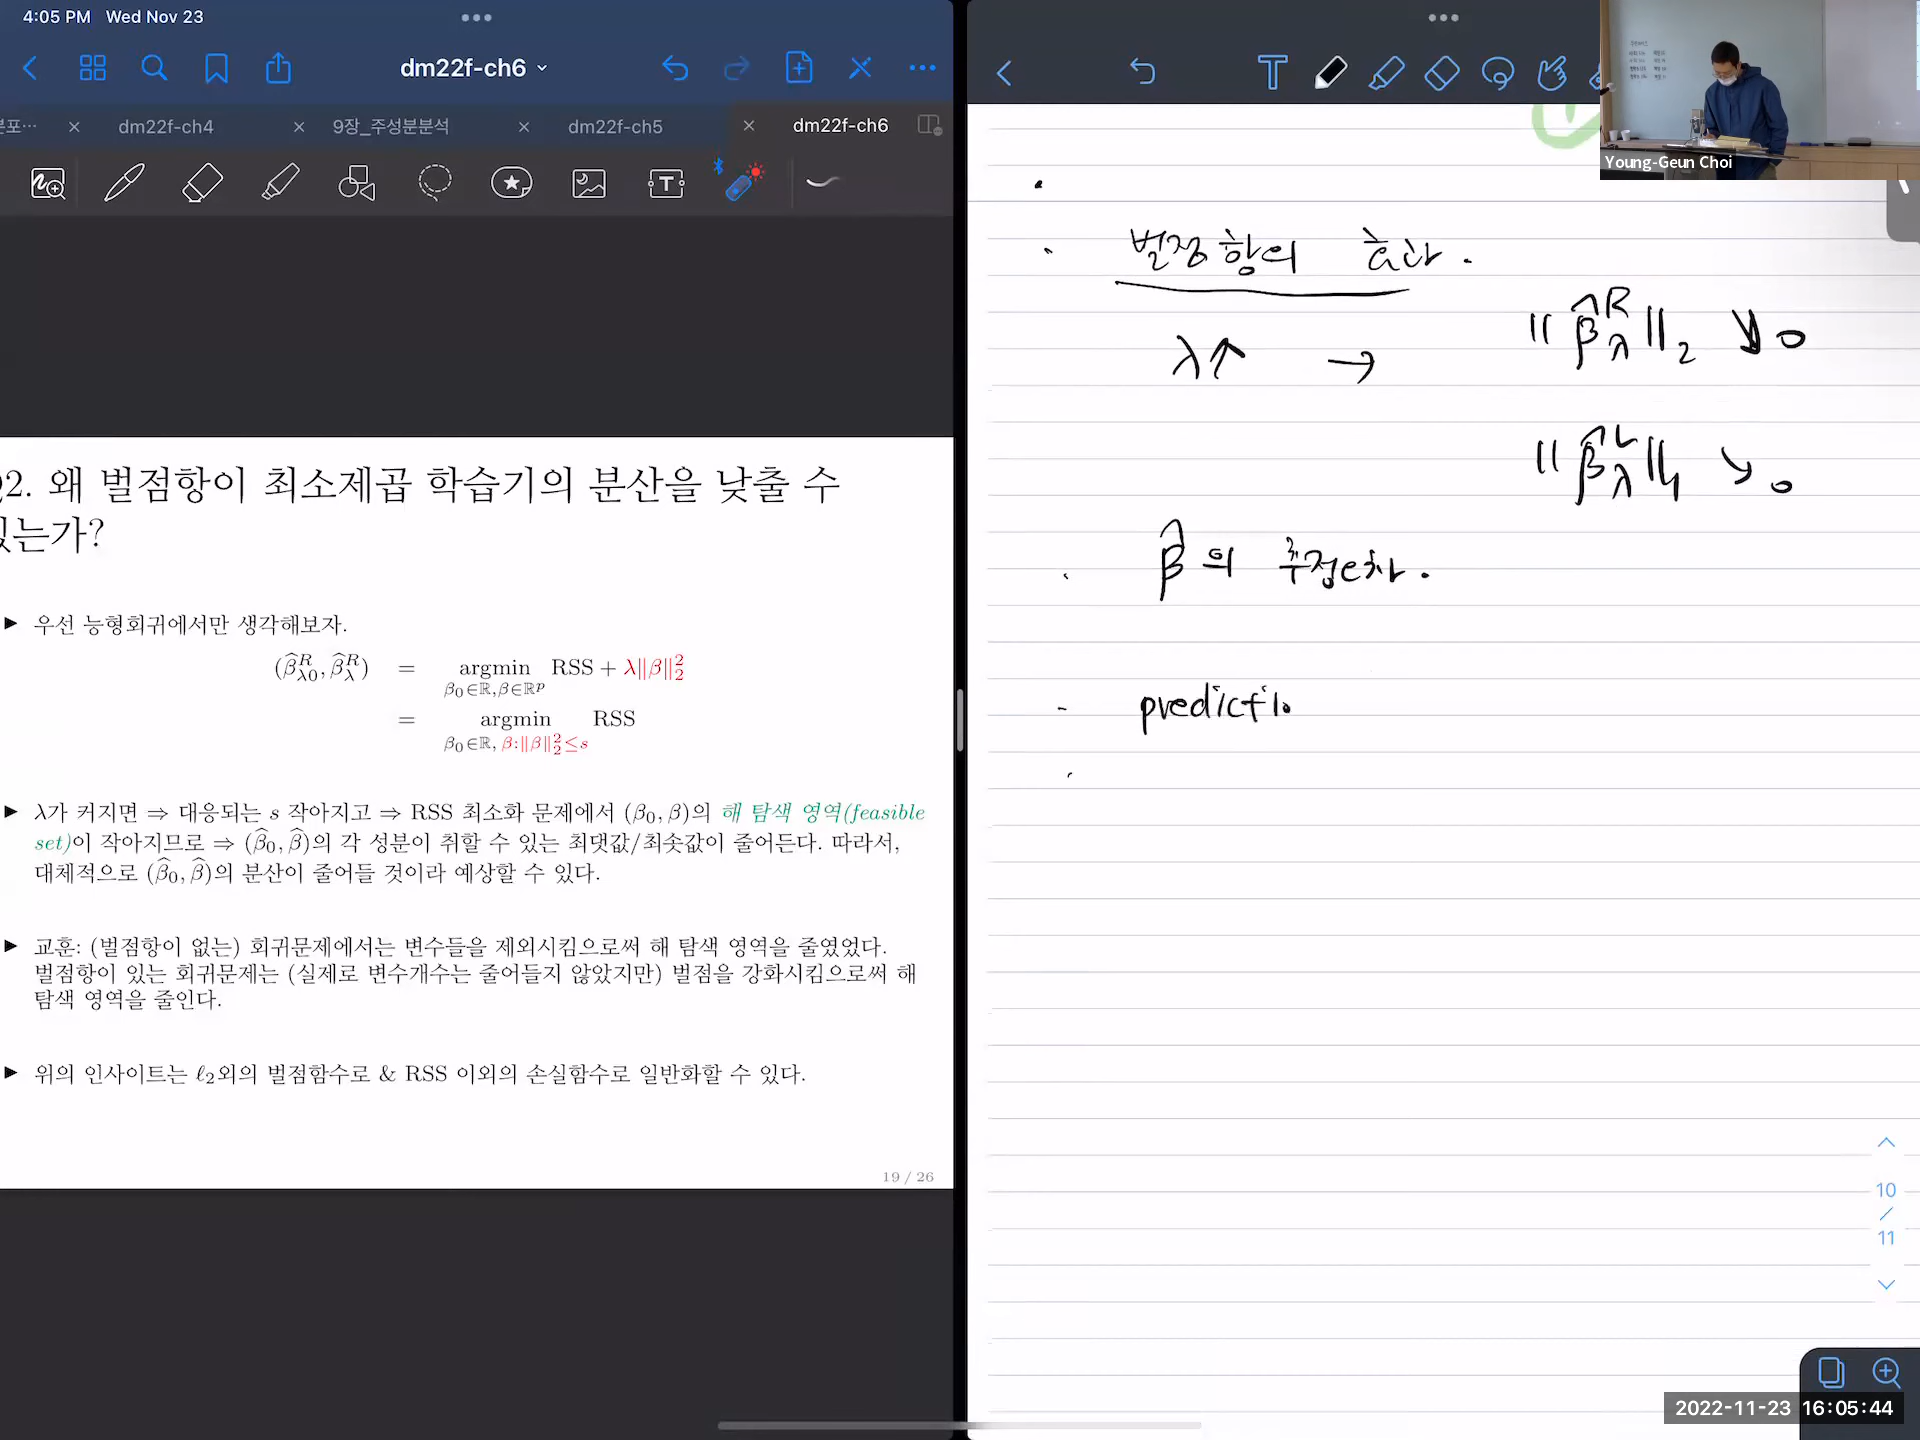 4:05 PM Wed Nov 23
dm22f-ch6
dm22f-ch4
9장_주성분분석
dm22f-ch5
dm22f-ch6
2. 왜 벌점항이 최소제곱 학습기의 분산을 낮출 수
있는가?
▶ 우선 능형회귀에서만 생각해보자.
(β̂^R_λ0, β̂^R_λ) = argmin_{β0∈ℝ,β∈ℝ^p} RSS + λ‖β‖₂²
= argmin_{β0∈ℝ, β:‖β‖₂²≤s} RSS
▶ λ가 커지면 ⇒ 대응되는 s 작아지고 ⇒ RSS 최소화 문제에서 (β0, β)의 해 탐색 영역(feasible
set)이 작아지므로 ⇒ (β̂0, β̂)의 각 성분이 취할 수 있는 최댓값/최솟값이 줄어든다. 따라서,
대체적으로 (β̂0, β̂)의 분산이 줄어들 것이라 예상할 수 있다.
▶ 교훈: (벌점항이 없는) 회귀문제에서는 변수들을 제외시킴으로써 해 탐색 영역을 줄였었다.
벌점항이 있는 회귀문제는 (실제로 변수개수는 줄어들지 않았지만) 벌점을 강화시킴으로써 해
탐색 영역을 줄인다.
▶ 위의 인사이트는 ℓ₂외의 벌점함수로 & RSS 이외의 손실함수로 일반화할 수 있다.
19 / 26
Young-Geun Choi
벌점항의 효과.
λ↑ → ‖β̂^R_λ‖₂ ↘ 0
‖β̂^L_λ‖₁ ↘ 0
β̂의 추정오차.
- predictio
10
/
11
2022-11-23 16:05:44